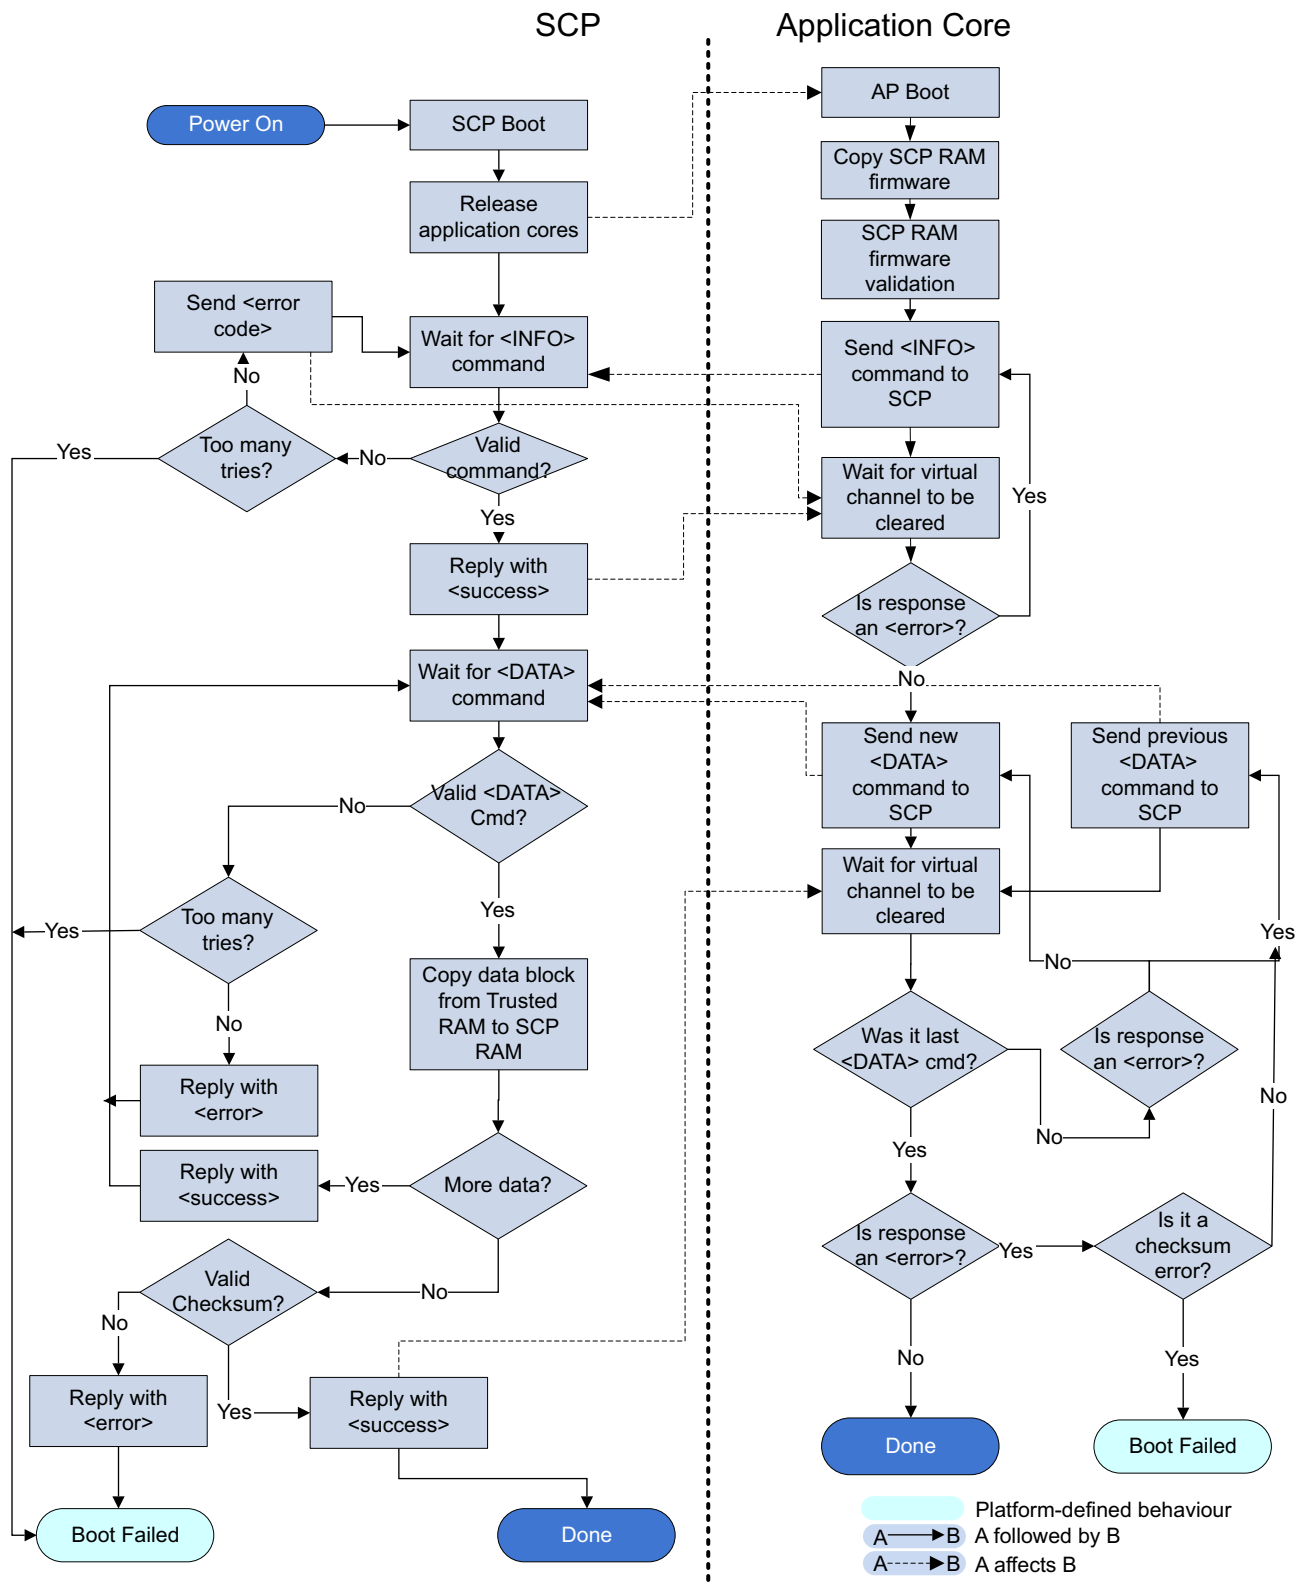 SCP
Application Core
Power On
SCP Boot
AP Boot
Release
application cores
Copy SCP RAM
firmware
SCP RAM
firmware
validation
Send <error
code>
Wait for <INFO>
command
Send <INFO>
command to
SCP
No
Too many
tries?
Yes
No
Valid
command?
Yes
Wait for virtual
channel to be
cleared
Yes
Reply with
<success>
Is response
an <error>?
No
Wait for <DATA>
command
Send new
<DATA>
command to
SCP
Send previous
<DATA>
command to
SCP
Valid <DATA>
Cmd?
No
Yes
Wait for virtual
channel to be
cleared
Too many
tries?
Yes
No
Yes
No
Copy data block
from Trusted
RAM to SCP
RAM
Was it last
<DATA> cmd?
Is response
an <error>?
No
Reply with
<error>
No
Yes
Reply with
<success>
Yes
More data?
Is response
an <error>?
Yes
Is it a
checksum
error?
Valid
Checksum?
No
No
No
Yes
Reply with
<error>
Yes
Reply with
<success>
Done
Boot Failed
Boot Failed
Done
Platform-defined behaviour
A
B
A followed by B
A
B
A affects B